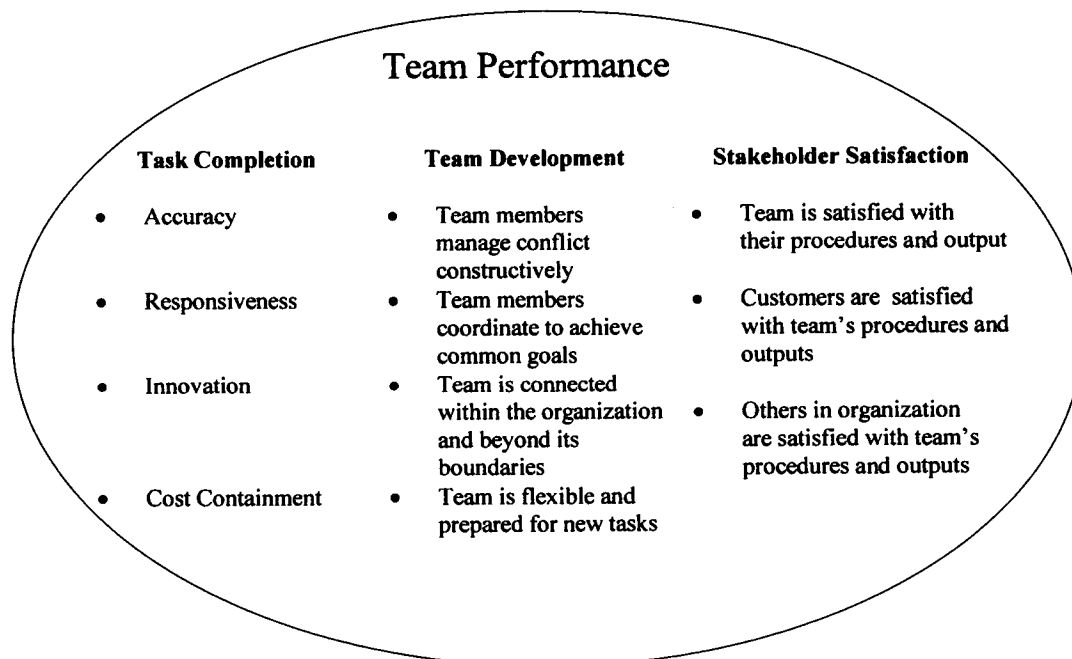 Team Performance
Task Completion
• Accuracy
• Responsiveness
• Innovation
• Cost Containment
Team Development
• Team members
manage conflict
constructively
• Team members
coordinate to achieve
common goals
• Team is connected
within the organization
and beyond its
boundaries
• Team is flexible and
prepared for new tasks
Stakeholder Satisfaction
• Team is satisfied with
their procedures and output
• Customers are satisfied
with team's procedures and
outputs
• Others in organization
are satisfied with team's
procedures and outputs